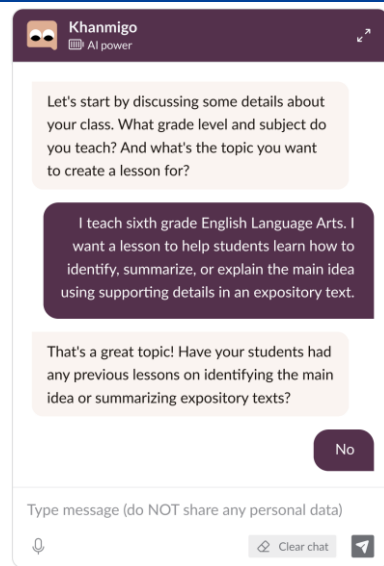 Khanmigo
AI power
Let's start by discussing some details about
your class. What grade level and subject do
you teach? And what's the topic you want
to create a lesson for?
I teach sixth grade English Language Arts. I
want a lesson to help students learn how to
identify, summarize, or explain the main idea
using supporting details in an expository text.
That's a great topic! Have your students had
any previous lessons on identifying the main
idea or summarizing expository texts?
No
Type message (do NOT share any personal data)
Clear chat